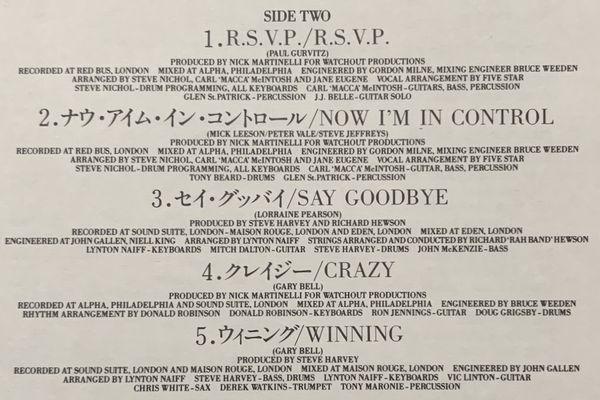 SIDE TWO
1. R.S.V.P./R.S.V.P.
(PAUL GURVITZ)
PRODUCED BY NICK MARTINELLI FOR WATCHOUT PRODUCTIONS
RECORDED AT RED BUS, LONDON MIXED AT ALPHA, PHILADELPHIA ENGINEERED BY GORDON MILNE, MIXING ENGINEER BRUCE WEEDEN
ARRANGED BY STEVE NICHOL, CARL 'MACCA' McINTOSH AND JANE EUGENE VOCAL ARRANGEMENT BY FIVE STAR
STEVE NICHOL-DRUM PROGRAMMING, ALL KEYBOARDS CARL 'MACCA' McINTOSH-GUITARS, BASS, PERCUSSION
GLEN St. PATRICK-PERCUSSION J.J. BELLE-GUITAR SOLO
2. ナウ・アイム・イン・コントロール/NOW I'M IN CONTROL
(MICK LEESON/PETER VALE/STEVE JEFFREYS)
PRODUCED BY NICK MARTINELLI FOR WATCHOUT PRODUCTIONS
RECORDED AT RED BUS, LONDON MIXED AT ALPHA, PHILADELPHIA ENGINEERED BY GORDON MILNE, MIXING ENGINEER BRUCE WEEDEN
ARRANGED BY STEVE NICHOL, CARL 'MACCA' McINTOSH AND JANE EUGENE VOCAL ARRANGEMENT BY FIVE STAR
STEVE NICHOL-DRUM PROGRAMMING, ALL KEYBOARDS CARL 'MACCA' McINTOSH-GUITAR, BASS, PERCUSSION
TONY BEARD-DRUMS GLEN St. PATRICK-PERCUSSION
3. セイ・グッバイ/SAY GOODBYE
(LORRAINE PEARSON)
PRODUCED BY STEVE HARVEY AND RICHARD HEWSON
RECORDED AT SOUND SUITE, LONDON-MAISON ROUGE, LONDON AND EDEN, LONDON MIXED AT EDEN, LONDON
ENGINEERED AT JOHN GALLEN, NIELL KING ARRANGED BY LYNTON NAIFF STRINGS ARRANGED AND CONDUCTED BY RICHARD 'RAH BAND' HEWSON
LYNTON NAIFF-KEYBOARDS MITCH DALTON-GUITAR STEVE HARVEY-DRUMS JOHN McKENZIE-BASS
4. クレイジー/CRAZY
(GARY BELL)
PRODUCED BY NICK MARTINELLI FOR WATCHOUT PRODUCTIONS
RECORDED AT ALPHA, PHILADELPHIA AND SOUND SUITE, LONDON MIXED AT ALPHA, PHILADELPHIA ENGINEERED BY BRUCE WEEDEN
RHYTHM ARRANGEMENT BY DONALD ROBINSON DONALD ROBINSON-KEYBOARDS RON JENNINGS-GUITAR DOUG GRIGSBY-DRUMS
5. ウィニング/WINNING
(GARY BELL)
PRODUCED BY STEVE HARVEY
RECORDED AT SOUND SUITE, LONDON AND MAISON ROUGE, LONDON MIXED AT MAISON ROUGE, LONDON ENGINEERED BY JOHN GALLEN
ARRANGED BY LYNTON NAIFF STEVE HARVEY-BASS, DRUMS LYNTON NAIFF-KEYBOARDS VIC LINTON-GUITAR
CHRIS WHITE-SAX DEREK WATKINS-TRUMPET TONY MARONIE-PERCUSSION